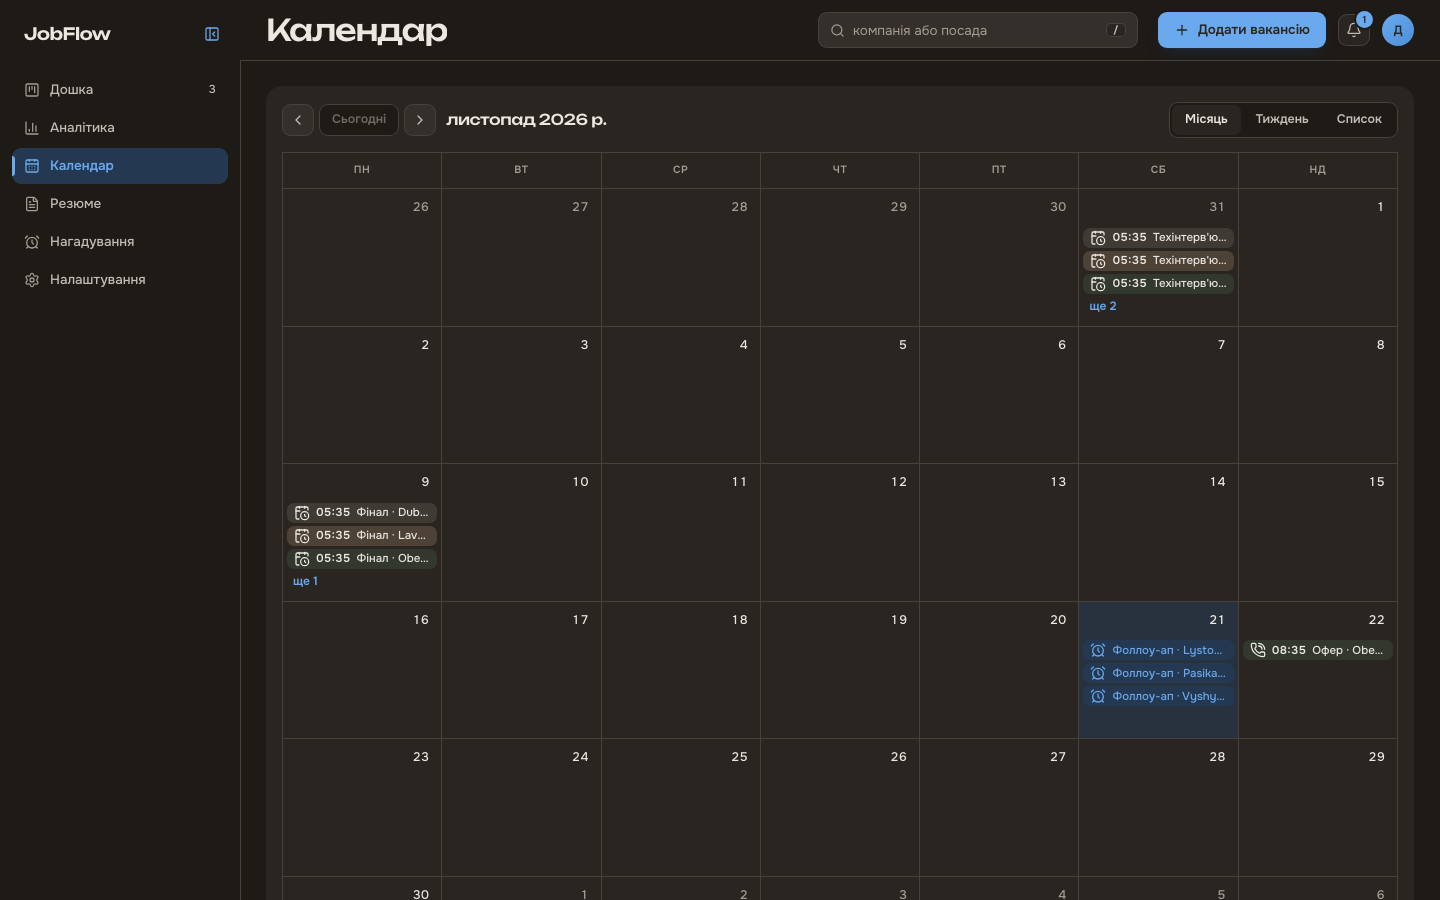 JobFlow
Календар
компанія або посада
/
Додати вакансію
1
Д
Дошка
3
Аналітика
Календар
Резюме
Нагадування
Налаштування
Сьогодні
листопад 2026 р.
Місяць
Тиждень
Список
ПН ВТ СР ЧТ ПТ СБ НД
26 27 28 29 30 31 1
05:35 Техінтерв'ю...
05:35 Техінтерв'ю...
05:35 Техінтерв'ю...
ще 2
2 3 4 5 6 7 8
9 10 11 12 13 14 15
05:35 Фінал · Dub...
05:35 Фінал · Lav...
05:35 Фінал · Obe...
ще 1
16 17 18 19 20 21 22
Фоллоу-ап · Lysto...
Фоллоу-ап · Pasika...
Фоллоу-ап · Vyshy...
08:35 Офер · Obe...
23 24 25 26 27 28 29
30 1 2 3 4 5 6